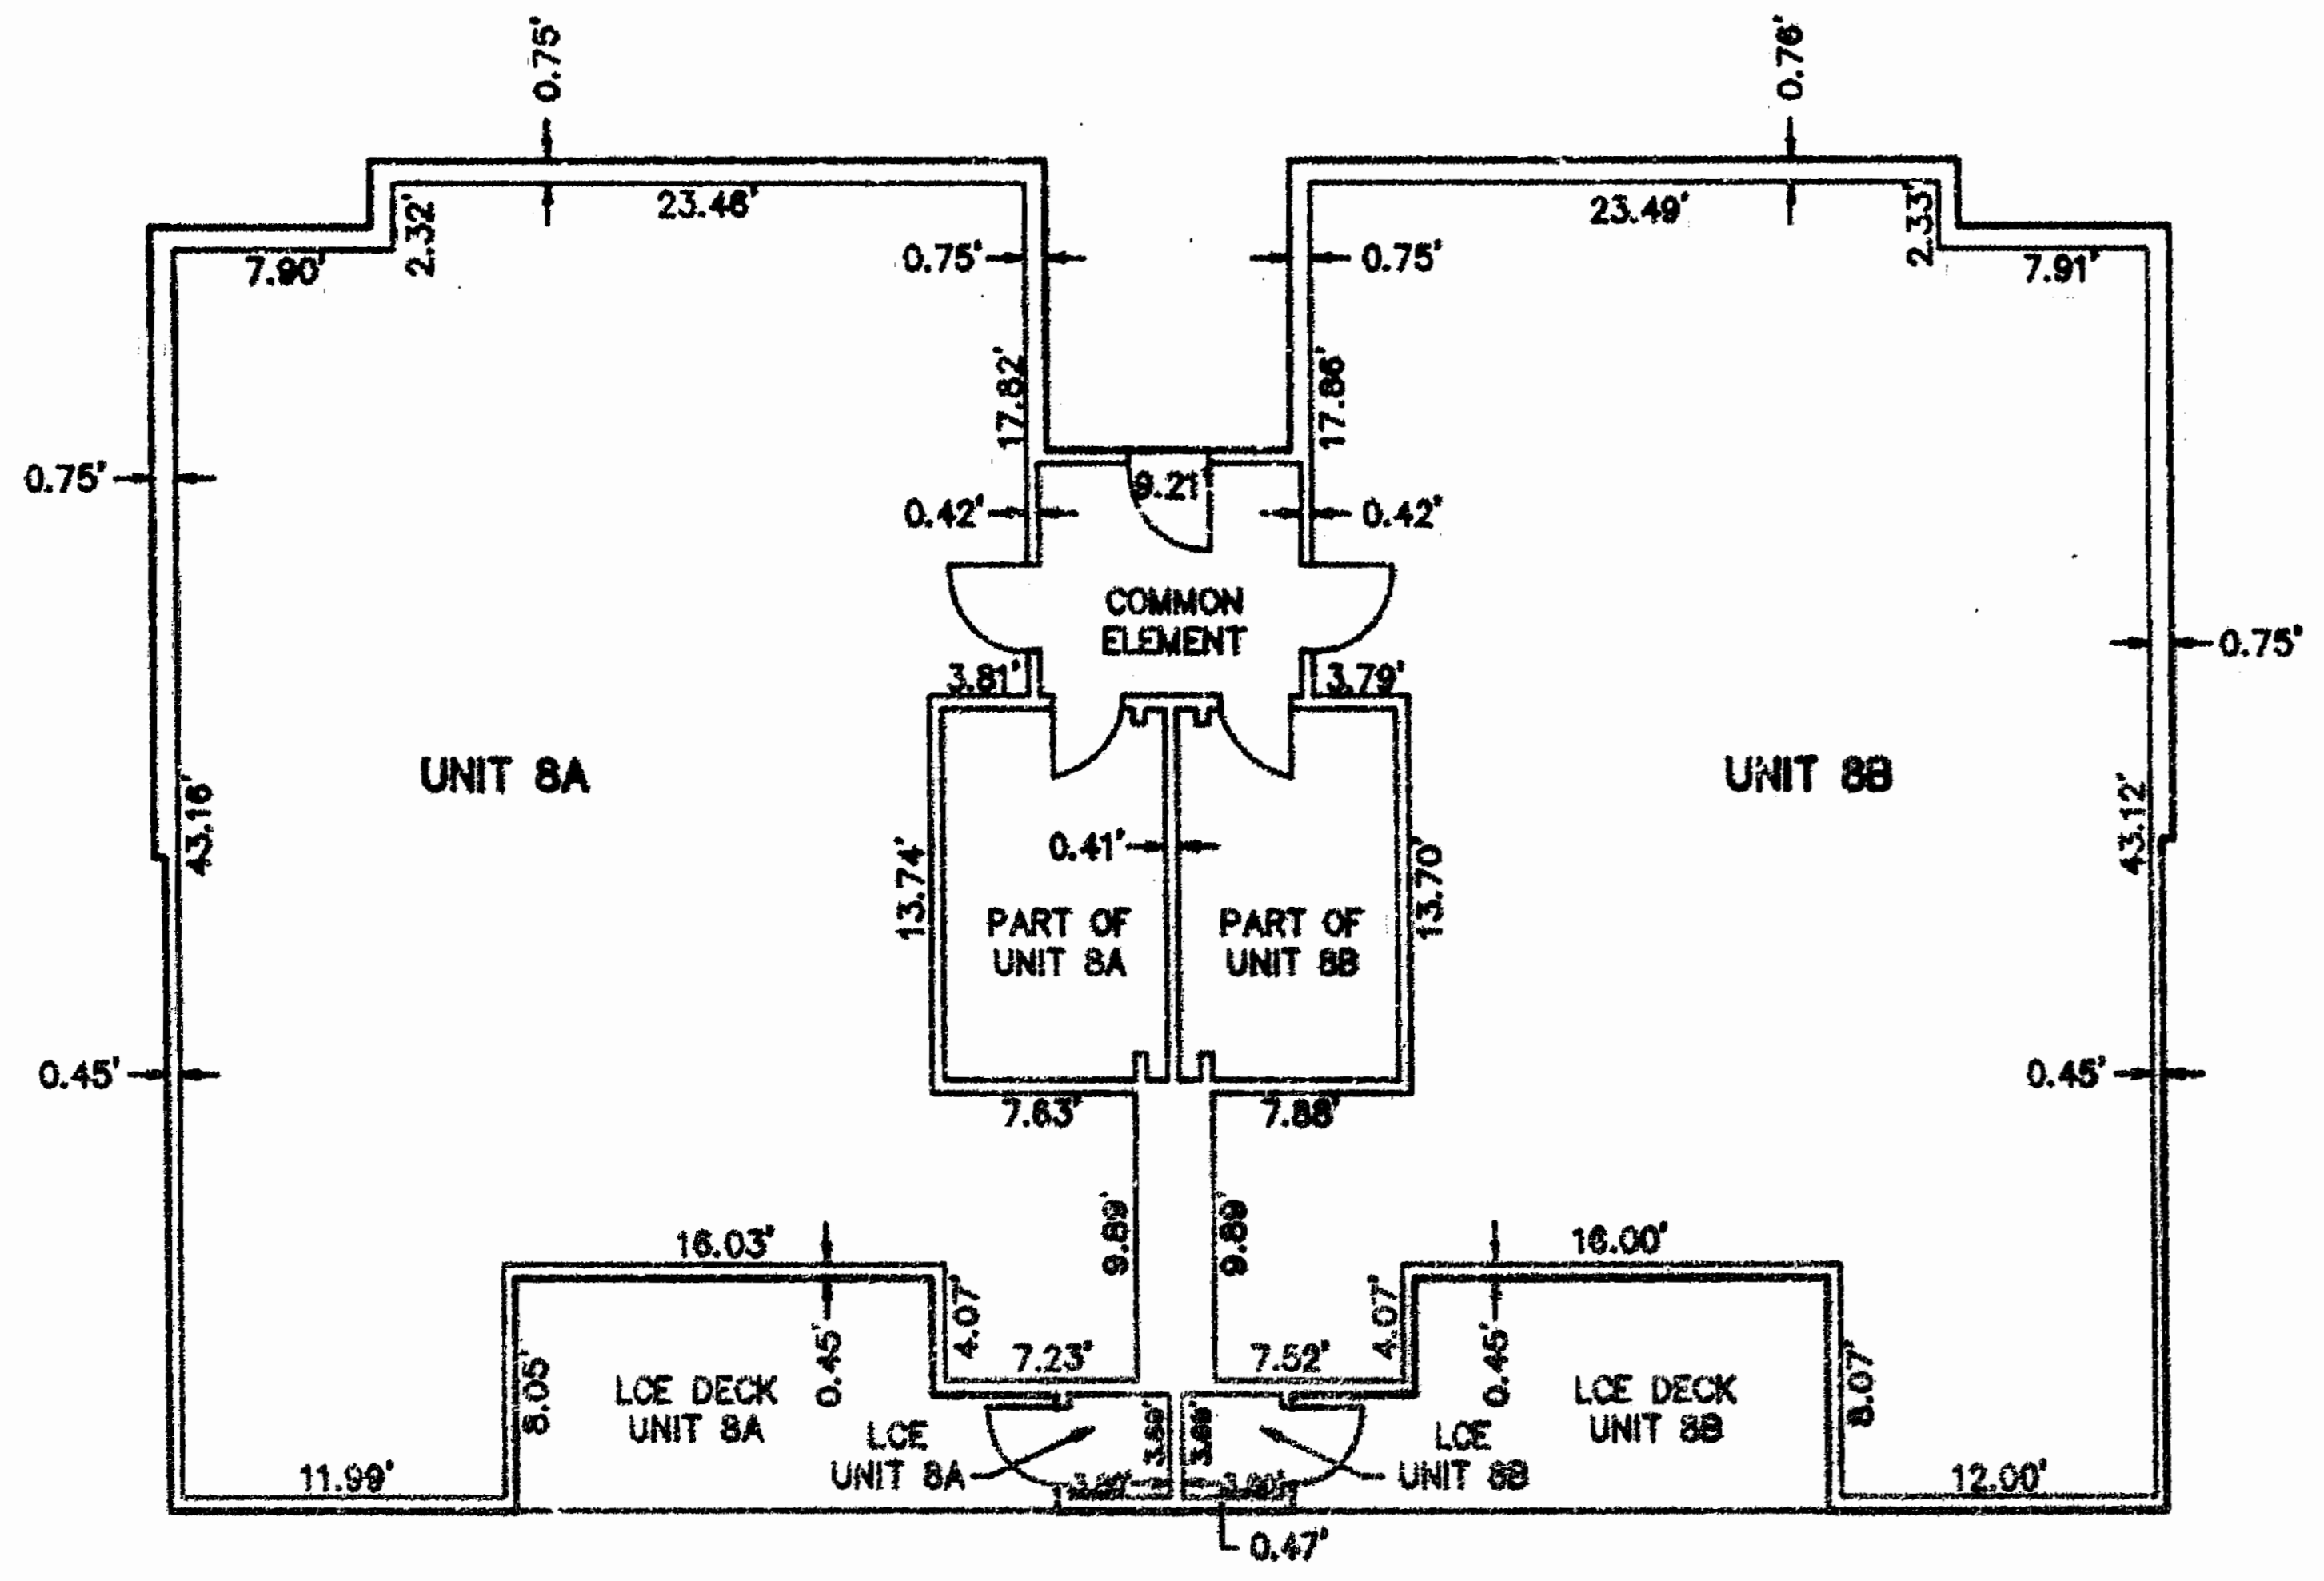 0.75'
0.76'
23.46'
23.49'
2.32'
2.33'
7.90'
7.91'
0.75'
0.75'
17.82'
17.86'
0.75'
9.21'
0.42'
0.42'
COMMON
ELEMENT
0.75'
3.81'
3.79'
UNIT 8A
UNIT 8B
43.16'
43.12'
0.41'
13.74'
13.70'
PART OF
UNIT 8A
PART OF
UNIT 8B
0.45'
0.45'
7.63'
7.88'
9.89'
9.89'
16.03'
16.00'
4.07'
4.07'
0.45'
0.45'
7.23'
7.52'
8.05'
8.07'
LCE DECK
UNIT 8A
LCE DECK
UNIT 8B
LCE
UNIT 8A
LCE
UNIT 8B
11.99'
12.00'
0.47'